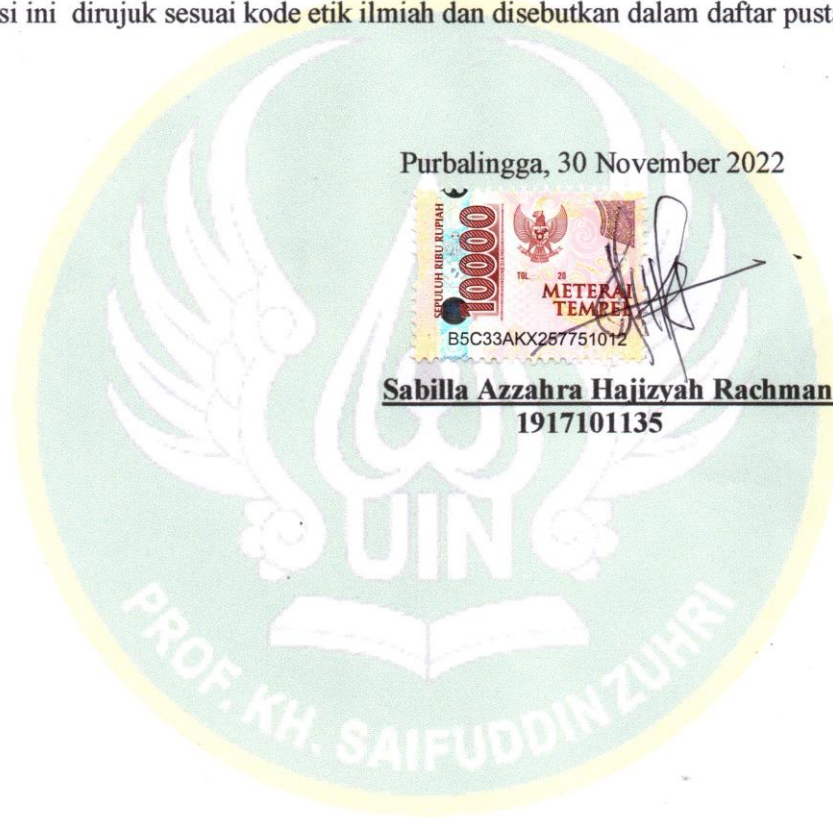 si ini dirujuk sesuai kode etik ilmiah dan disebutkan dalam daftar pust
Purbalingga, 30 November 2022
SEPULUH RIBU RUPIAH
10000
TGL. 20
METERAI
TEMPEL
B5C33AKX257751012
Sabilla Azzahra Hajizyah Rachman
1917101135
UIN
PROF. KH. SAIFUDDIN ZUHRI